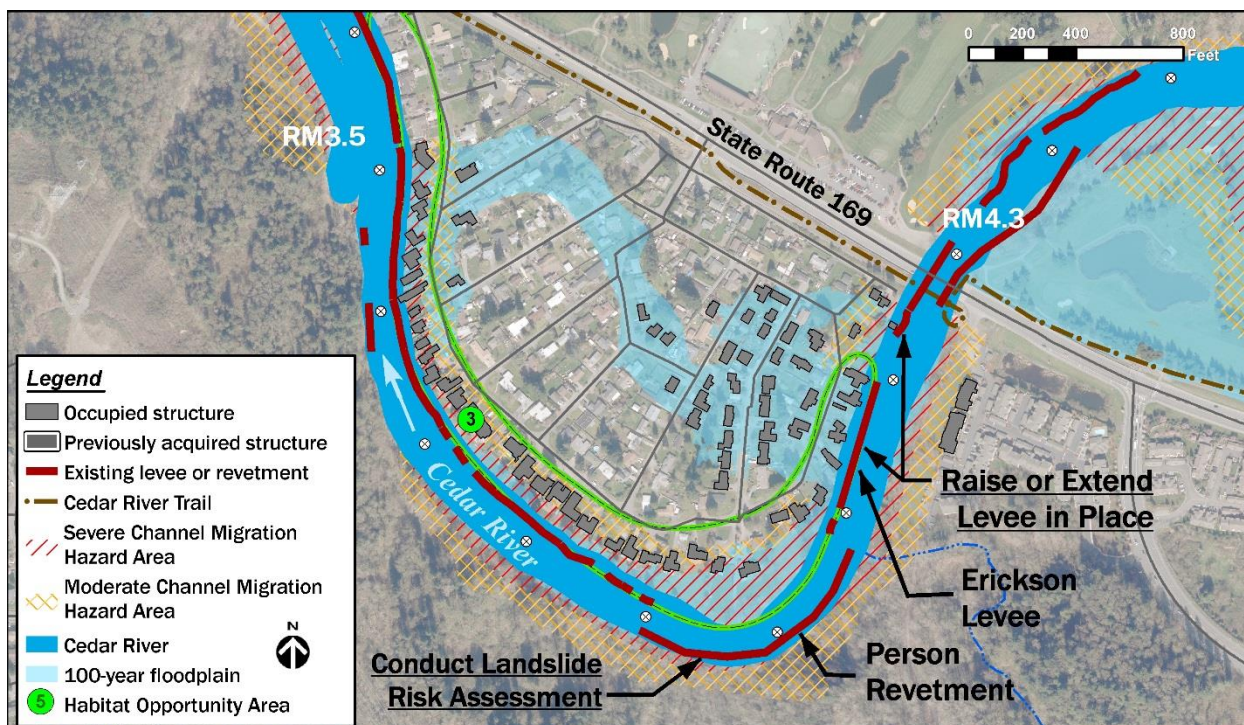 0 200 400 800
Feet
RM3.5
State Route 169
RM4.3
3
Cedar River
Raise or Extend
Levee in Place
Erickson
Levee
Person
Revetment
Conduct Landslide
Risk Assessment
Legend
Occupied structure
Previously acquired structure
Existing levee or revetment
Cedar River Trail
Severe Channel Migration
Hazard Area
Moderate Channel Migration
Hazard Area
N
Cedar River
100-year floodplain
5 Habitat Opportunity Area